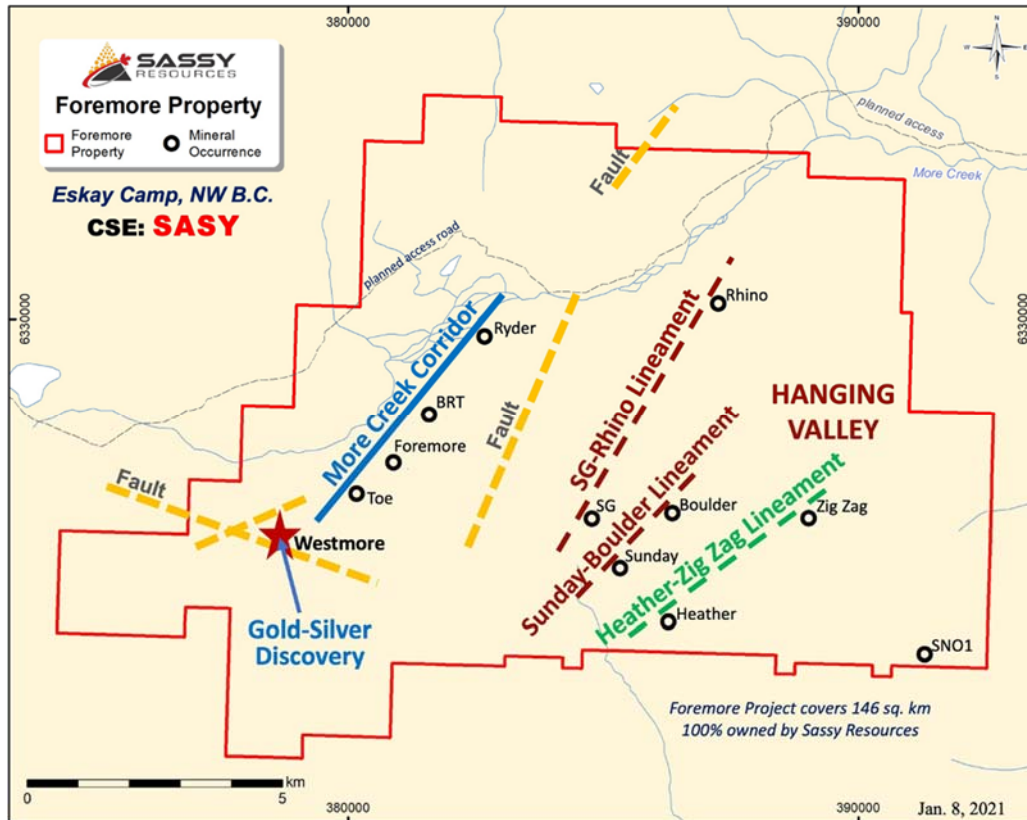 380000
390000
SASSY
RESOURCES
Foremore Property
Foremore
Property
Mineral
Occurrence
Eskay Camp, NW B.C.
CSE: SASY
N
W
E
S
planned access
More Creek
Fault
planned access road
6330000
6330000
Rhino
Ryder
More Creek Corridor
SG-Rhino Lineament
HANGING
VALLEY
BRT
Fault
Foremore
Toe
Fault
SG
Boulder
Zig Zag
Westmore
Sunday
Sunday-Boulder Lineament
Heather-Zig Zag Lineament
Gold-Silver
Discovery
Heather
SNO1
Foremore Project covers 146 sq. km
100% owned by Sassy Resources
km
0
5
380000
390000
Jan. 8, 2021